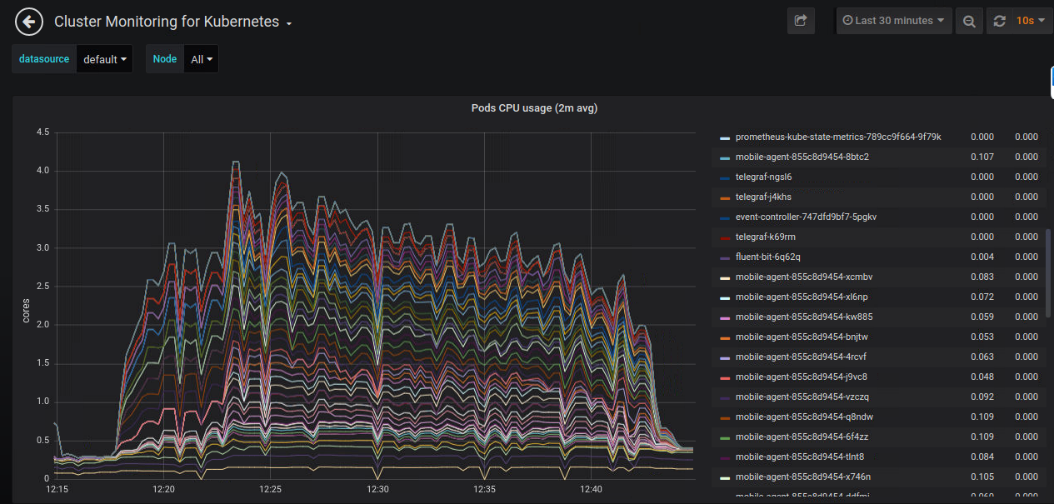 Cluster Monitoring for Kubernetes
Last 30 minutes
10s
datasource default Node All
Pods CPU usage (2m avg)
4.5
4.0
3.5
3.0
2.5
2.0
1.5
1.0
0.5
0
cores
12:15 12:20 12:25 12:30 12:35 12:40
prometheus-kube-state-metrics-789cc9f664-9f79k 0.000 0.000
mobile-agent-855c8d9454-8btc2 0.107 0.000
telegraf-ngsl6 0.000 0.000
telegraf-j4khs 0.000 0.000
event-controller-747dfd9bf7-5pgkv 0.000 0.000
telegraf-k69rm 0.000 0.000
fluent-bit-6q62q 0.004 0.000
mobile-agent-855c8d9454-xcmbv 0.083 0.000
mobile-agent-855c8d9454-xl6np 0.072 0.000
mobile-agent-855c8d9454-kw885 0.059 0.000
mobile-agent-855c8d9454-bnjtw 0.053 0.000
mobile-agent-855c8d9454-4rcvf 0.063 0.000
mobile-agent-855c8d9454-j9vc8 0.048 0.000
mobile-agent-855c8d9454-vzczq 0.092 0.000
mobile-agent-855c8d9454-q8ndw 0.109 0.000
mobile-agent-855c8d9454-6f4zz 0.109 0.000
mobile-agent-855c8d9454-tlnt8 0.084 0.000
mobile-agent-855c8d9454-x746n 0.105 0.000